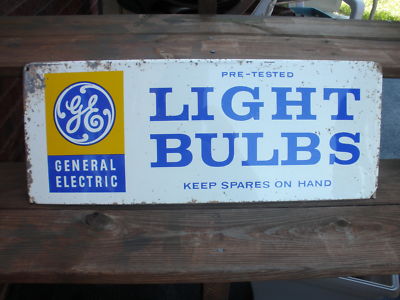 GE
GENERAL
ELECTRIC
PRE-TESTED
LIGHT
BULBS
KEEP SPARES ON HAND